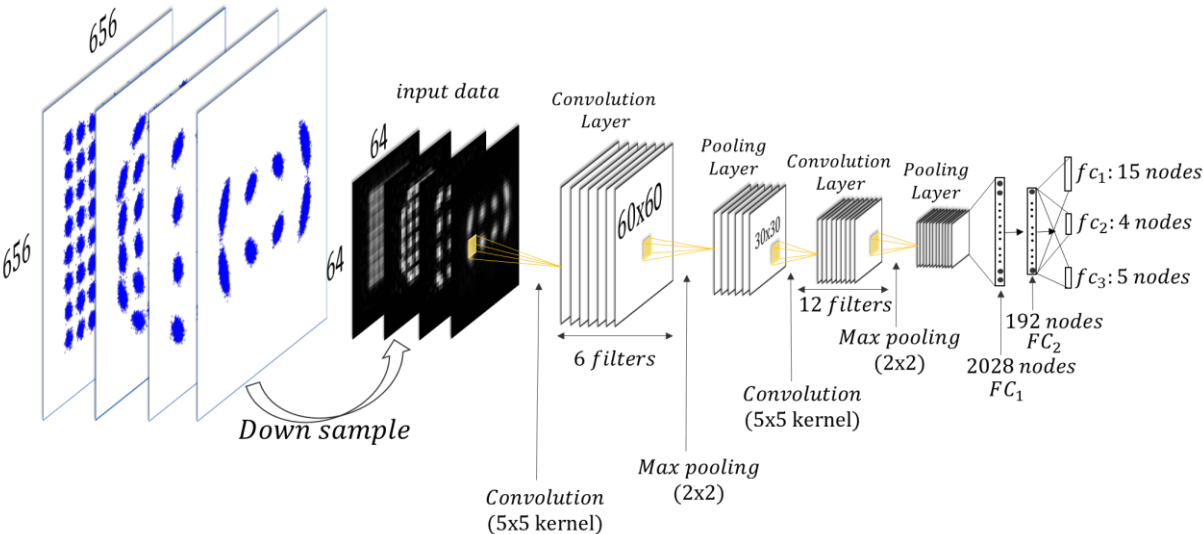 656
656
input data
64
64
Down sample
Convolution
Layer
60x60
6 filters
Convolution
(5x5 kernel)
Pooling
Layer
30x30
Max pooling
(2x2)
Convolution
Layer
12 filters
Convolution
(5x5 kernel)
Pooling
Layer
Max pooling
(2x2)
2028 nodes
FC₁
192 nodes
FC₂
fc₁: 15 nodes
fc₂: 4 nodes
fc₃: 5 nodes